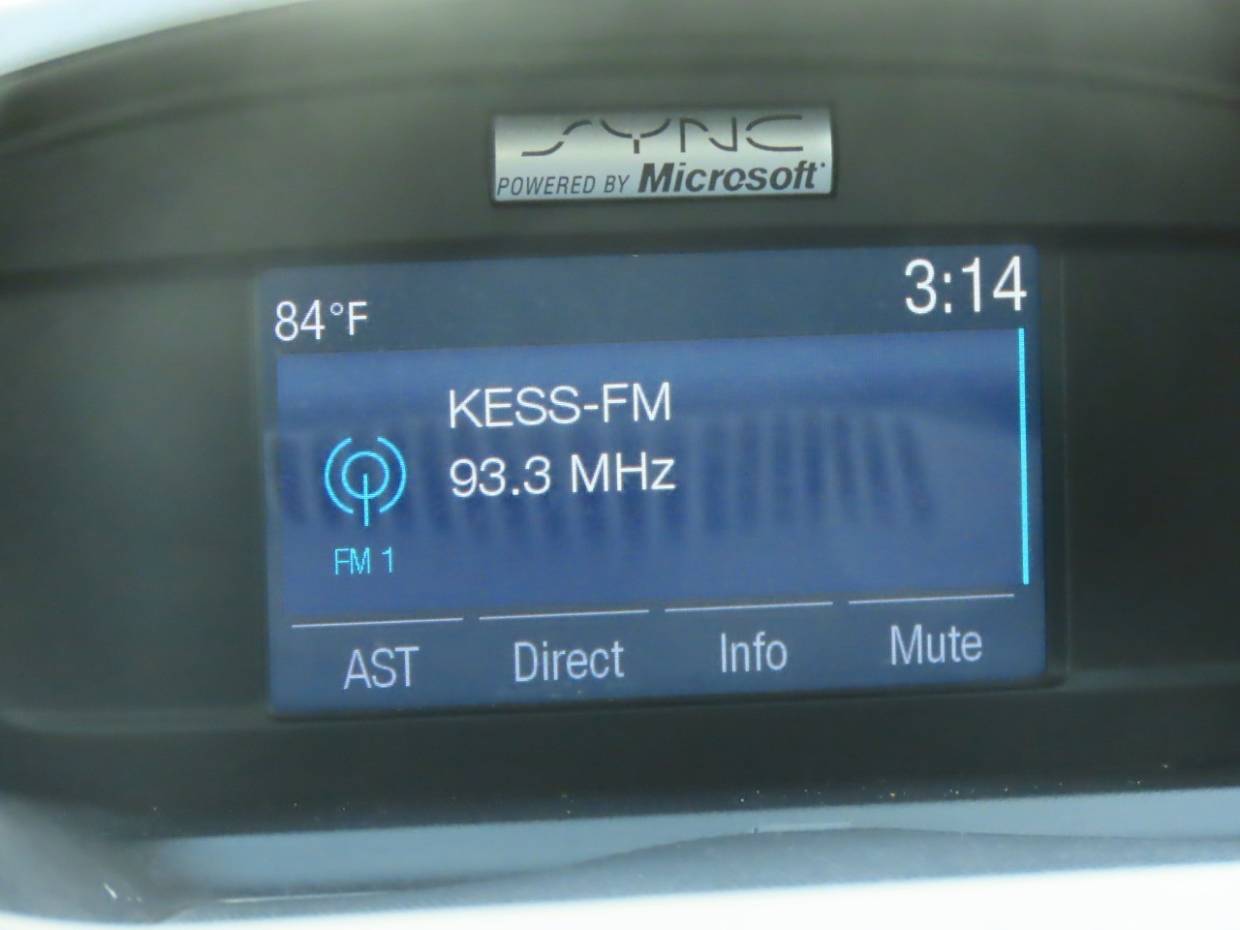 SYNC
POWERED BY Microsoft
84°F
3:14
KESS-FM
93.3 MHz
FM 1
AST Direct Info Mute